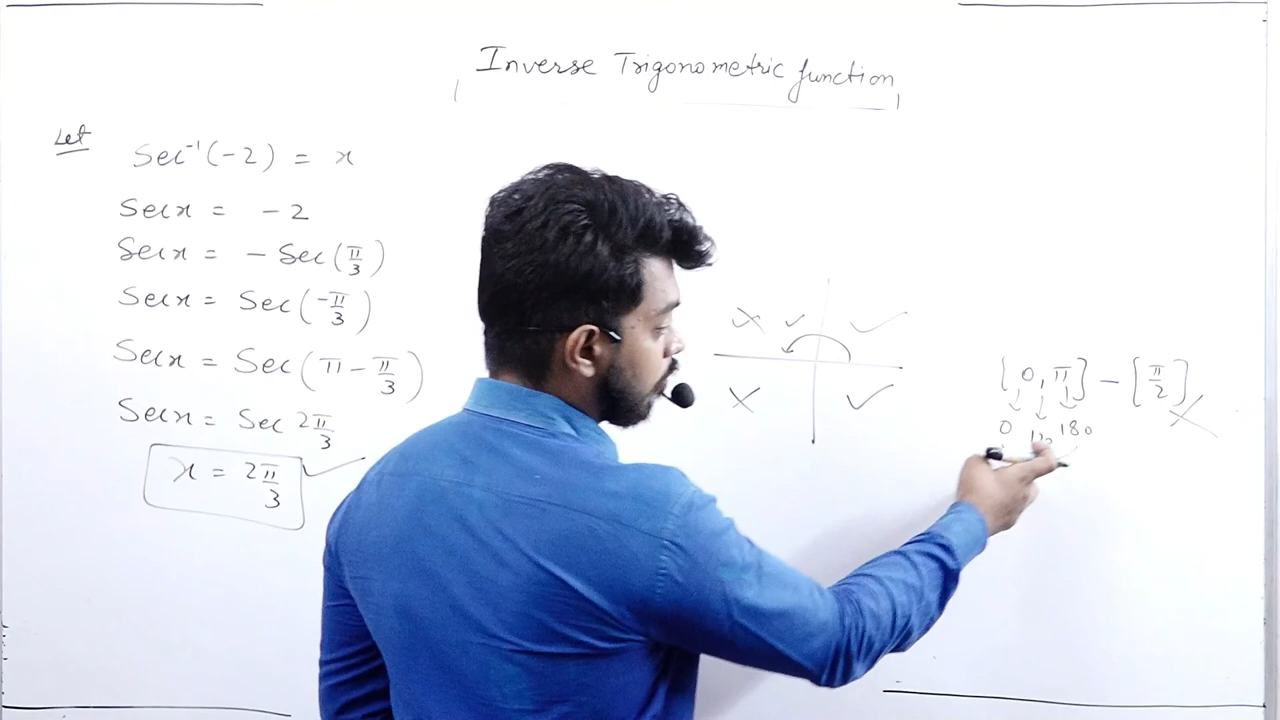 Inverse Trigonometric function
Let
Sec⁻¹(-2) = x
Secx = -2
Secx = - Sec(π/3)
Secx = Sec(-π/3)
Secx = Sec(π - π/3)
Secx = Sec 2π/3
x = 2π/3
[0, π] - [π/2]
0 180